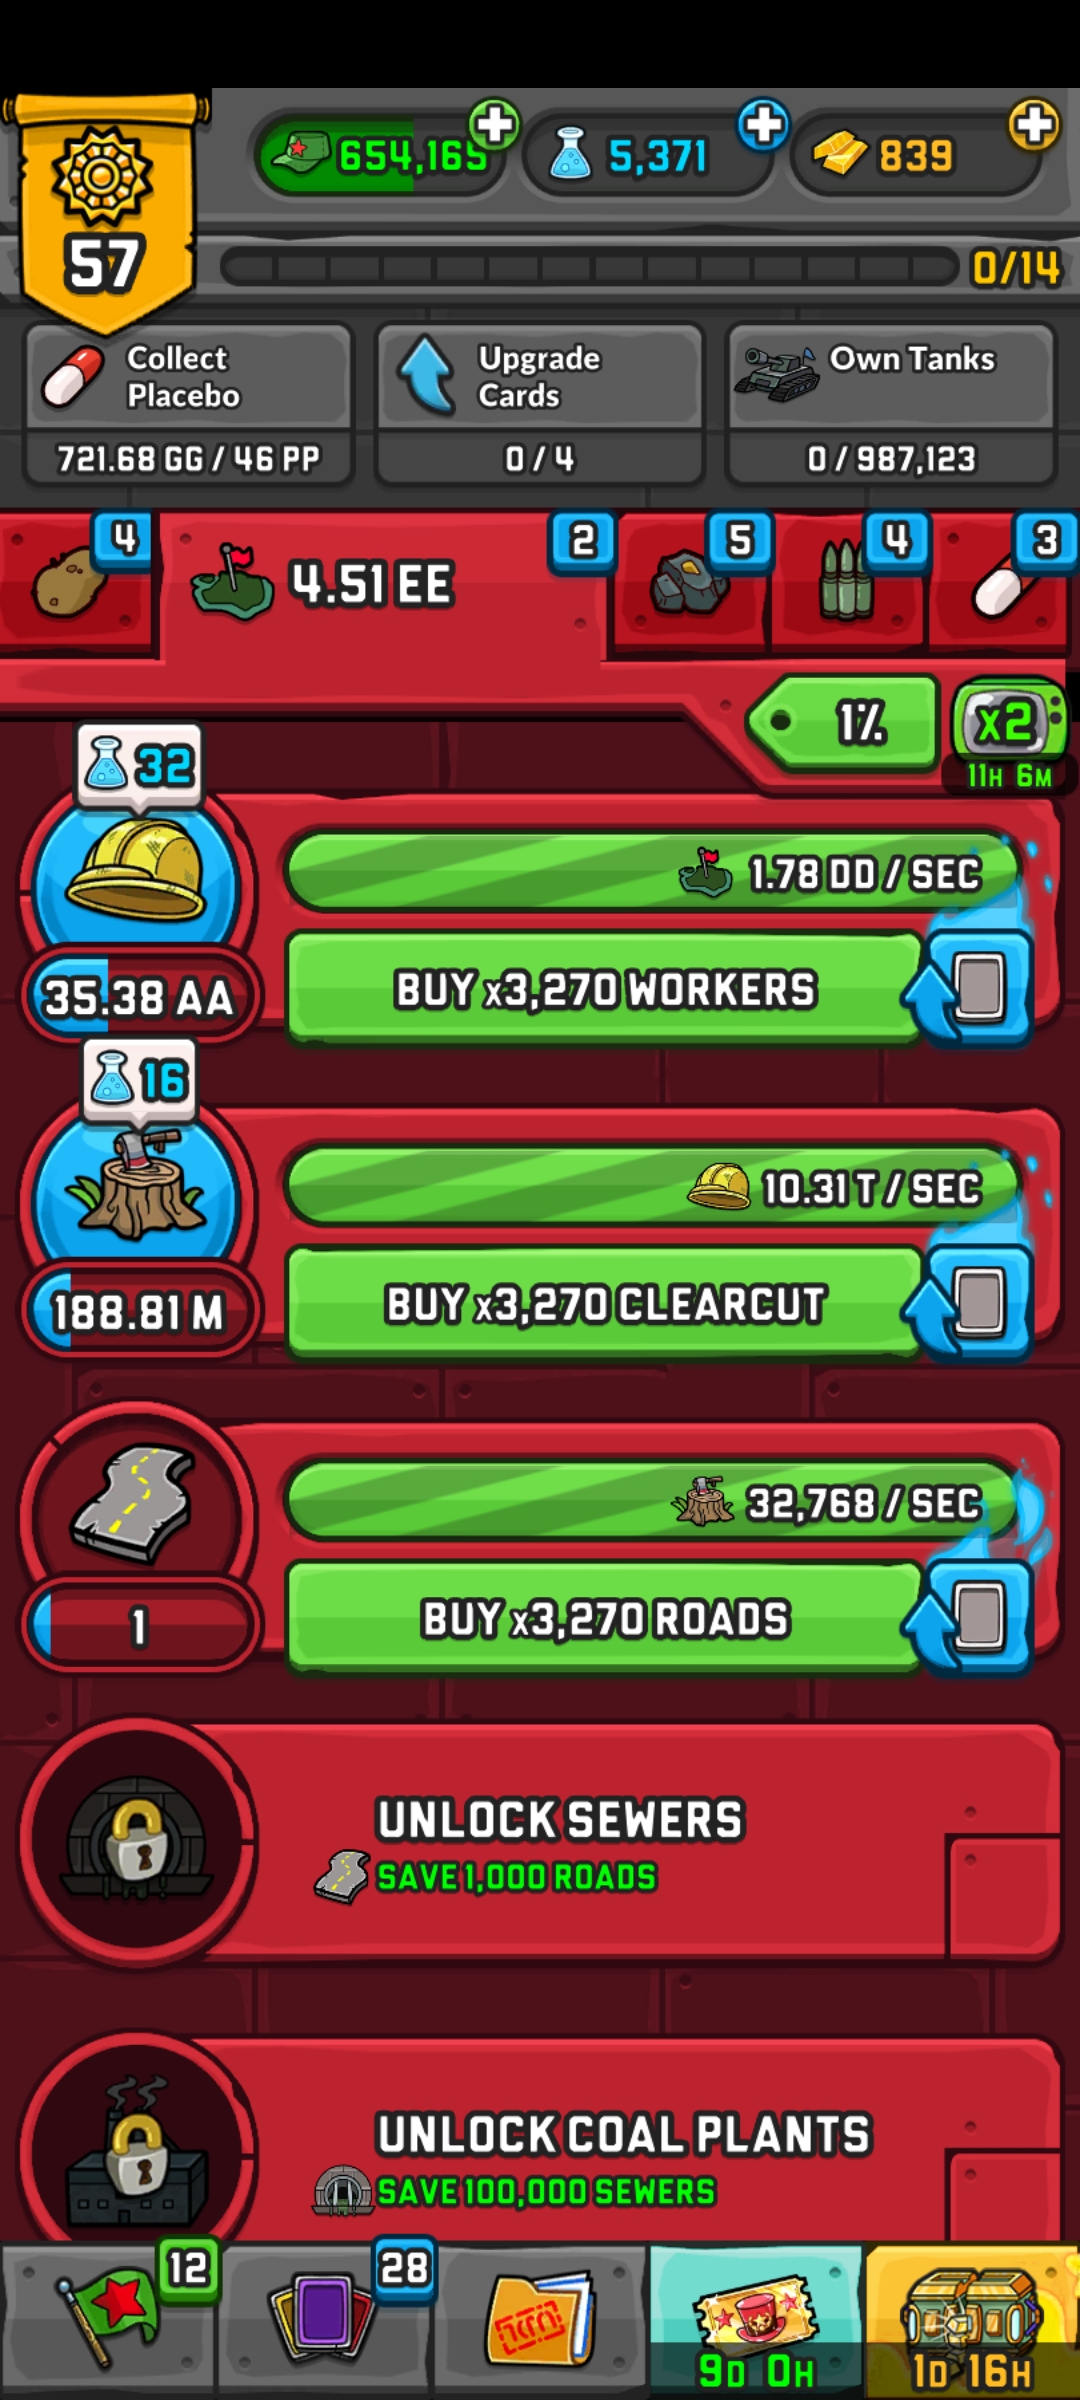 654,165
5,371
839
57
0/14
Collect
Placebo
721.68 GG / 46 PP
Upgrade
Cards
0 / 4
Own Tanks
0 / 987,123
4
4.51 EE
2
5
4
3
1%
x2
11H 6M
32
1.78 DD / SEC
35.38 AA
BUY x3,270 WORKERS
16
10.31 T / SEC
188.81 M
BUY x3,270 CLEARCUT
32,768 / SEC
1
BUY x3,270 ROADS
UNLOCK SEWERS
SAVE 1,000 ROADS
UNLOCK COAL PLANTS
SAVE 100,000 SEWERS
12
28
9D 0H
1D 16H